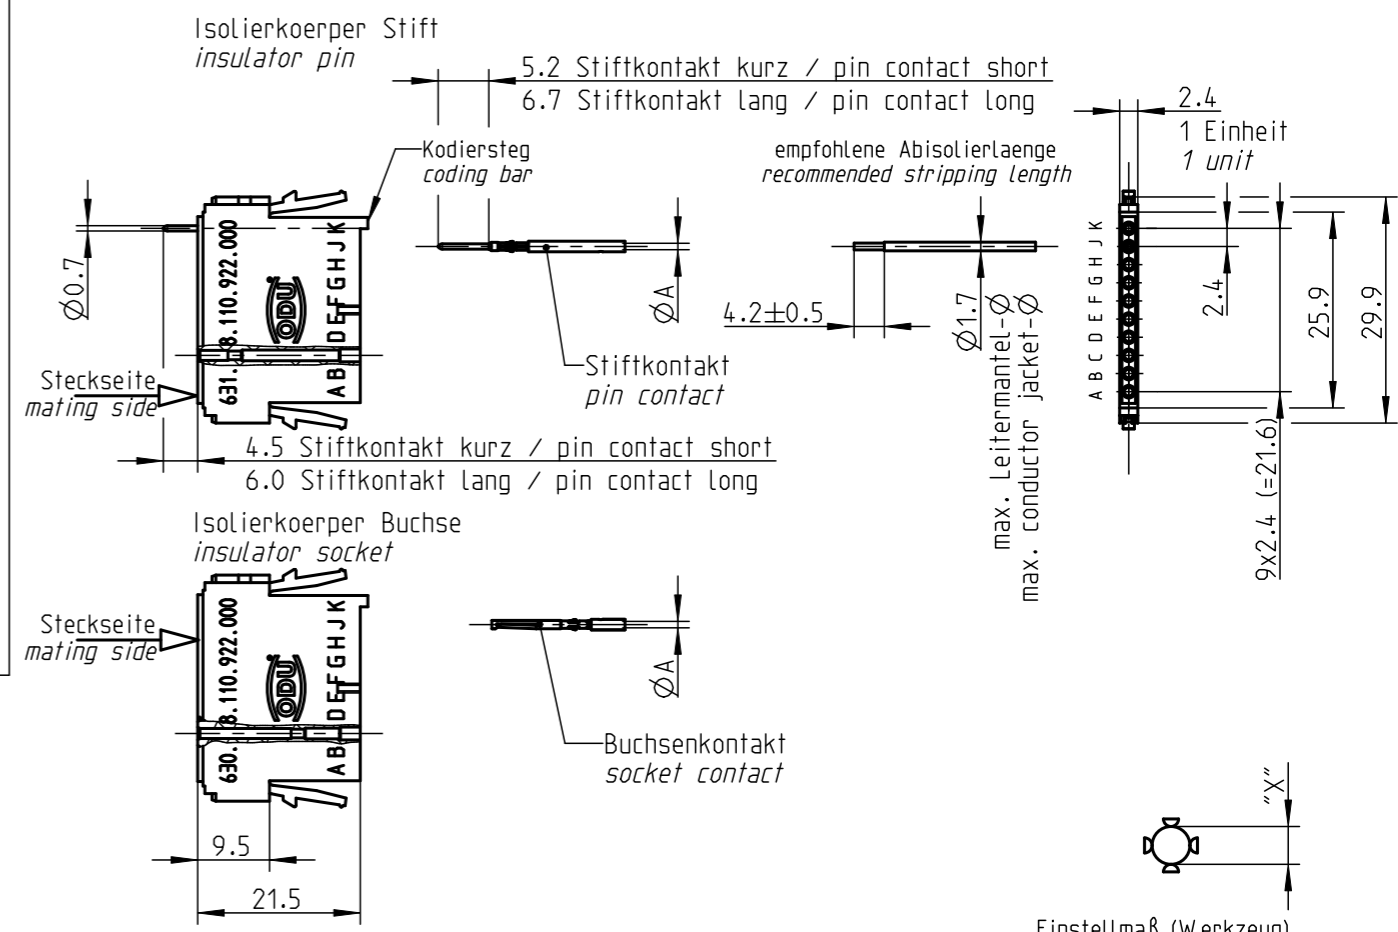 Isolierkoerper Stift
insulator pin
5.2 Stiftkontakt kurz / pin contact short
6.7 Stiftkontakt lang / pin contact long
2.4
1 Einheit
1 unit
Kodiersteg
coding bar
empfohlene Abisolierlaenge
recommended stripping length
Ø0.7
8.110.922.000
631.
ODU
DEFGHJK
AB
ØA
4.2±0.5
Ø1.7
max. Leitermantel-Ø
max. conductor jacket-Ø
A B C D E F G H J K
2.4
25.9
29.9
9x2.4 (=21.6)
Stiftkontakt
pin contact
Steckseite
mating side
4.5 Stiftkontakt kurz / pin contact short
6.0 Stiftkontakt lang / pin contact long
Isolierkoerper Buchse
insulator socket
Steckseite
mating side
8.110.922.000
630.
ODU
DEFGHJK
AB
ØA
Buchsenkontakt
socket contact
9.5
21.5
"X"
Einstellmaß (Werkzeug)